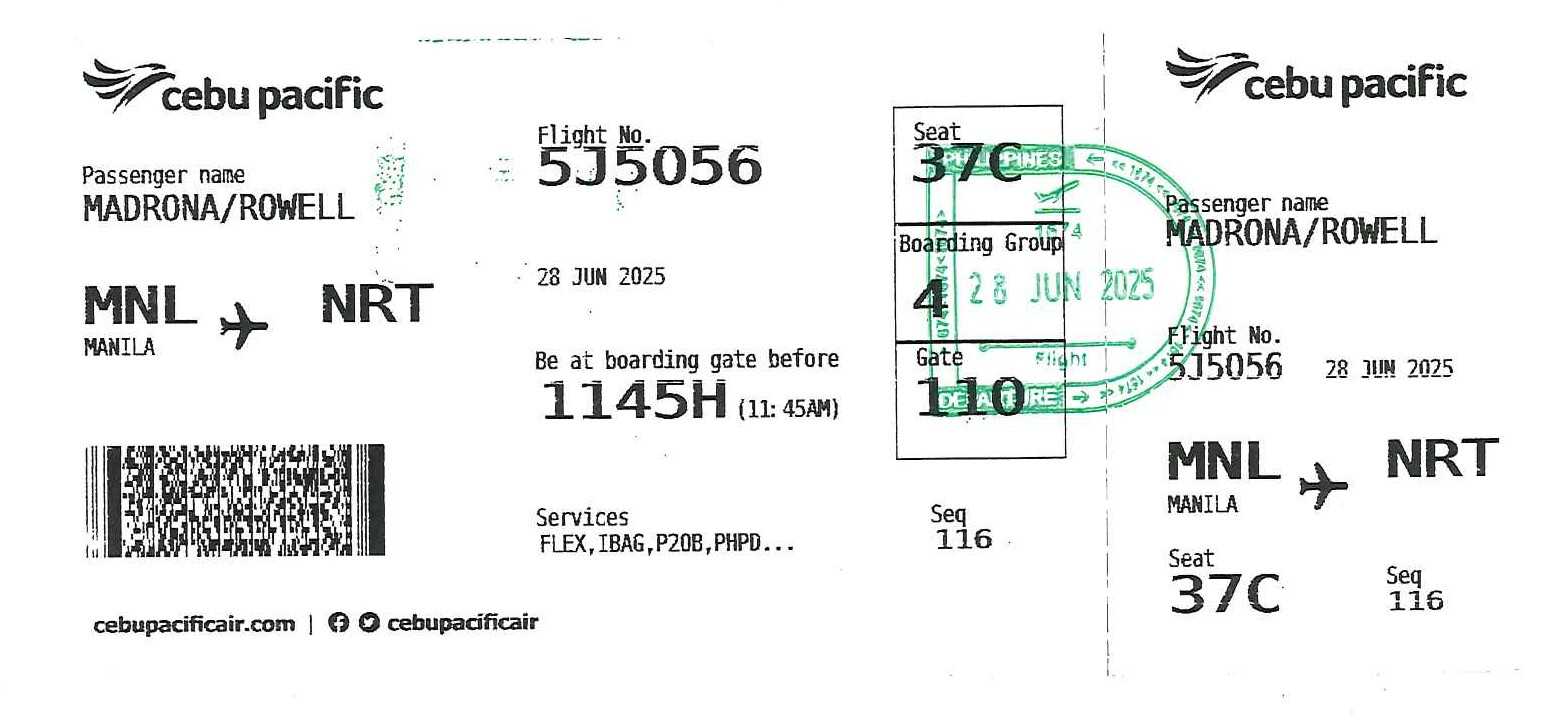 cebu pacific
Passenger name
MADRONA/ROWELL
MNL NRT
MANILA
Flight No.
5J5056
28 JUN 2025
Be at boarding gate before
1145H (11:45AM)
Services
FLEX,IBAG,P20B,PHPD...
Seat
37C
Boarding Group
4
Gate
110
Seq
116
PHILIPPINES
1674
28 JUN 2025
Flight
DEPARTURE
cebupacificair.com | cebupacificair
cebu pacific
Passenger name
MADRONA/ROWELL
Flight No.
5J5056 28 JUN 2025
MNL NRT
MANILA
Seat
37C
Seq
116